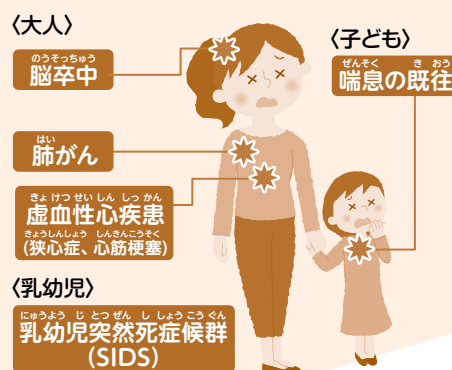 〈大人〉
のうそっちゅう
脳卒中
はい
肺がん
きょけつせいしんしっかん
虚血性心疾患
きょうしんしょう しんきんこうそく
(狭心症、心筋梗塞)
〈子ども〉
ぜんそく きおう
喘息の既往
〈乳幼児〉
にゅうようじとつぜんししょうこうぐん
乳幼児突然死症候群
(SIDS)